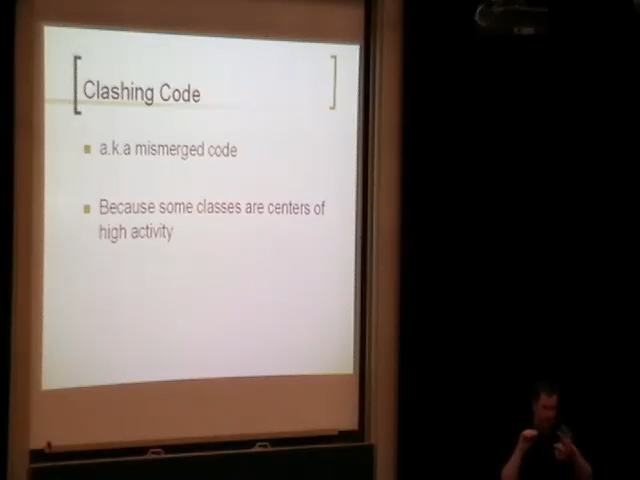 Clashing Code
a.k.a mismerged code
Because some classes are centers of
high activity